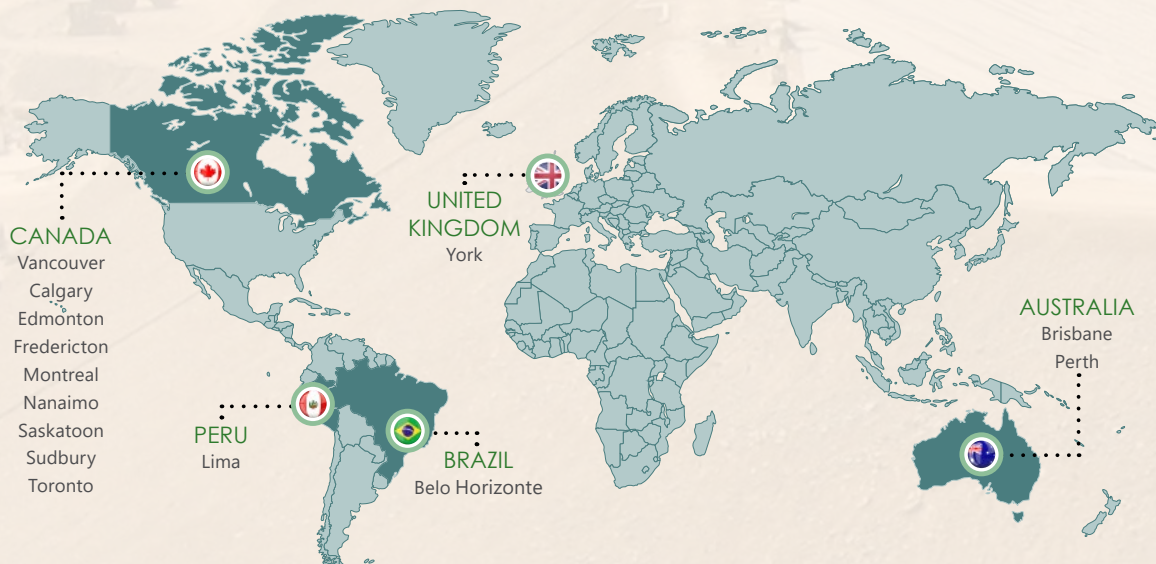 CANADA
Vancouver
Calgary
Edmonton
Fredericton
Montreal
Nanaimo
Saskatoon
Sudbury
Toronto
UNITED
KINGDOM
York
PERU
Lima
BRAZIL
Belo Horizonte
AUSTRALIA
Brisbane
Perth